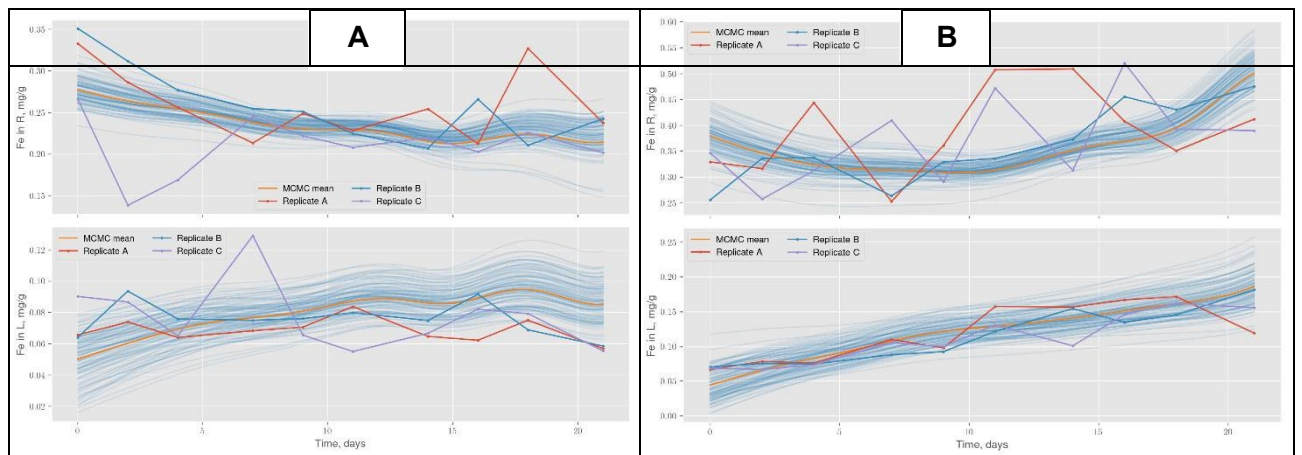 A
B
Fe in R, mg/g
0.35
0.30
0.25
0.20
0.15
MCMC mean
Replicate A
Replicate B
Replicate C
Fe in R, mg/g
0.60
0.55
0.50
0.45
0.40
0.35
0.30
0.25
MCMC mean
Replicate A
Replicate B
Replicate C
Fe in L, mg/g
0.12
0.10
0.08
0.06
0.04
0.02
MCMC mean
Replicate A
Replicate B
Replicate C
0
5
10
15
20
Time, days
Fe in L, mg/g
0.25
0.20
0.15
0.10
0.05
0.00
MCMC mean
Replicate A
Replicate B
Replicate C
0
5
10
15
20
Time, days